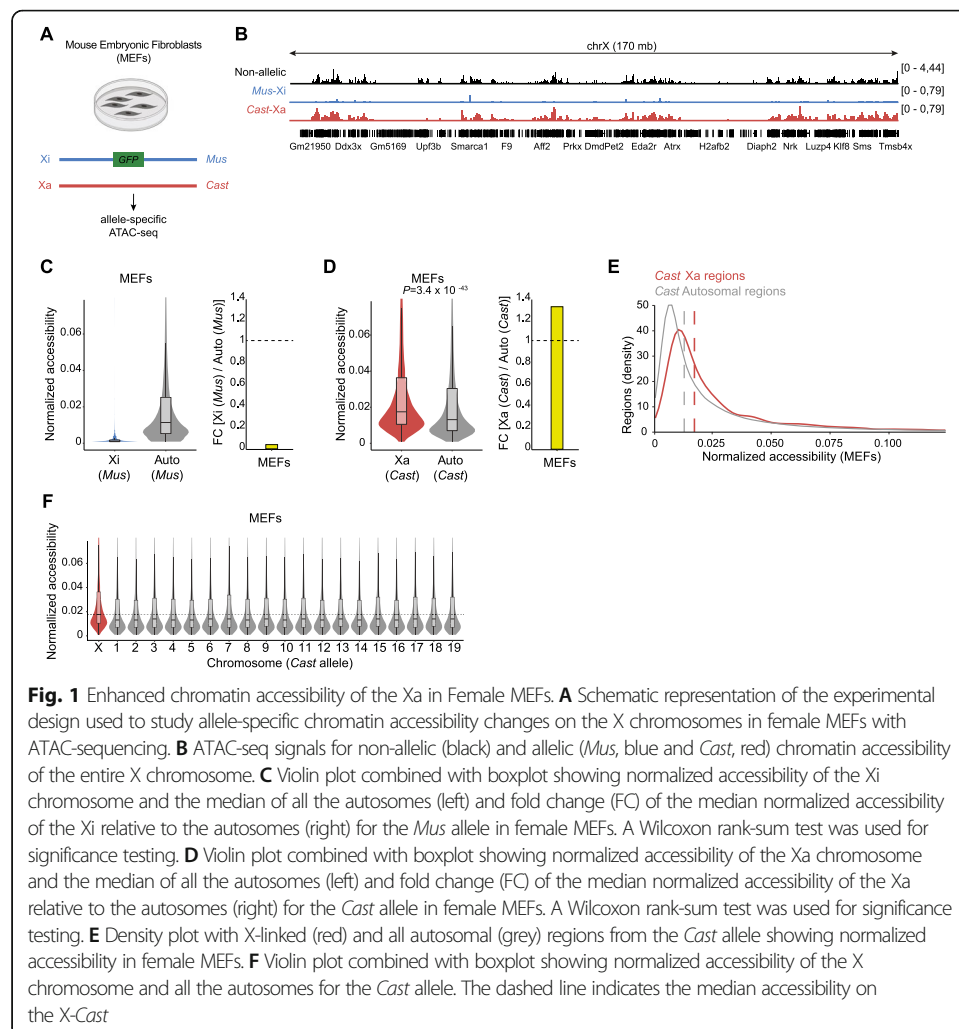 A
Mouse Embryonic Fibroblasts
(MEFs)
Xi
GFP
Mus
Xa
Cast
allele-specific
ATAC-seq
B
chrX (170 mb)
Non-allelic
[0 - 4,44]
Mus-Xi
[0 - 0,79]
Cast-Xa
[0 - 0,79]
Gm21950 Ddx3x Gm5169 Upf3b Smarca1 F9 Aff2 Prkx DmdPet2 Eda2r Atrx H2afb2 Diaph2 Nrk Luzp4 Klf8 Sms Tmsb4x
C
MEFs
Normalized accessibility
0.06
0.02
0
Xi
(Mus)
Auto
(Mus)
FC [Xi (Mus) / Auto (Mus)]
1.4
1.2
1
0.8
0.6
0.4
0.2
0
MEFs
D
MEFs
P=3.4 x 10 -43
Normalized accessibility
0.06
0.02
0
Xa
(Cast)
Auto
(Cast)
FC [Xa (Cast) / Auto (Cast)]
1.4
1.2
1
0.8
0.6
0.4
0.2
0
MEFs
E
Cast Xa regions
Cast Autosomal regions
Regions (density)
50
40
30
20
10
0
0 0.025 0.050 0.075 0.100
Normalized accessibility (MEFs)
F
MEFs
Normallized accessibility
0.06
0.04
0.02
0
X 1 2 3 4 5 6 7 8 9 10 11 12 13 14 15 16 17 18 19
Chromosome (Cast allele)
Fig. 1 Enhanced chromatin accessibility of the Xa in Female MEFs. A Schematic representation of the experimental
design used to study allele-specific chromatin accessibility changes on the X chromosomes in female MEFs with
ATAC-sequencing. B ATAC-seq signals for non-allelic (black) and allelic (Mus, blue and Cast, red) chromatin accessibility
of the entire X chromosome. C Violin plot combined with boxplot showing normalized accessibility of the Xi
chromosome and the median of all the autosomes (left) and fold change (FC) of the median normalized accessibility
of the Xi relative to the autosomes (right) for the Mus allele in female MEFs. A Wilcoxon rank-sum test was used for
significance testing. D Violin plot combined with boxplot showing normalized accessibility of the Xa chromosome
and the median of all the autosomes (left) and fold change (FC) of the median normalized accessibility of the Xa
relative to the autosomes (right) for the Cast allele in female MEFs. A Wilcoxon rank-sum test was used for significance
testing. E Density plot with X-linked (red) and all autosomal (grey) regions from the Cast allele showing normalized
accessibility in female MEFs. F Violin plot combined with boxplot showing normalized accessibility of the X
chromosome and all the autosomes for the Cast allele. The dashed line indicates the median accessibility on
the X-Cast